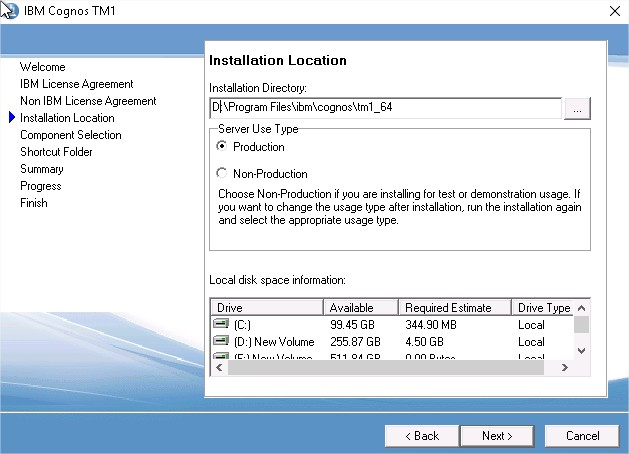 IBM Cognos TM1
Welcome
IBM License Agreement
Non IBM License Agreement
Installation Location
Component Selection
Shortcut Folder
Summary
Progress
Finish
Installation Location
Installation Directory:
D:\Program Files\ibm\cognos\tm1_64
...
Server Use Type
Production
Non-Production
Choose Non-Production if you are installing for test or demonstration usage. If
you want to change the usage type after installation, run the installation again
and select the appropriate usage type.
Local disk space information:
Drive Available Required Estimate Drive Type
(C:) 99.45 GB 344.90 MB Local
(D:) New Volume 255.87 GB 4.50 GB Local
New Volume 511.84 GB 0.00 Bytes Local
< Back Next > Cancel